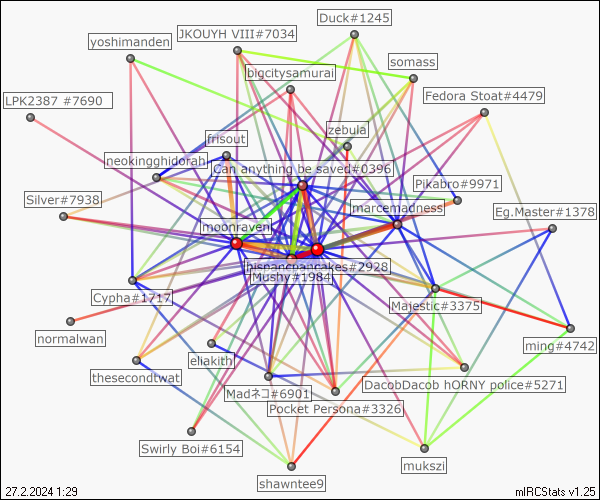 Duck#1245
JKOUYH VIII#7034
yoshimanden
somass
bigcitysamurai
Fedora Stoat#4479
LPK2387 #7690
zebula
frisout
neokingghidorah
Can anything be saved#0396
Pikabro#9971
Silver#7938
marcemadness
Eg.Master#1378
moonraven
hispanicpancakes#2928
Mushy#1984
Cypha#1717
Majestic#3375
normalwan
ming#4742
eliakith
thesecondtwat
DacobDacob hORNY police#5271
Madネコ#6901
Pocket Persona#3326
Swirly Boi#6154
mukszi
shawntee9
27.2.2024 1:29
mIRCStats v1.25